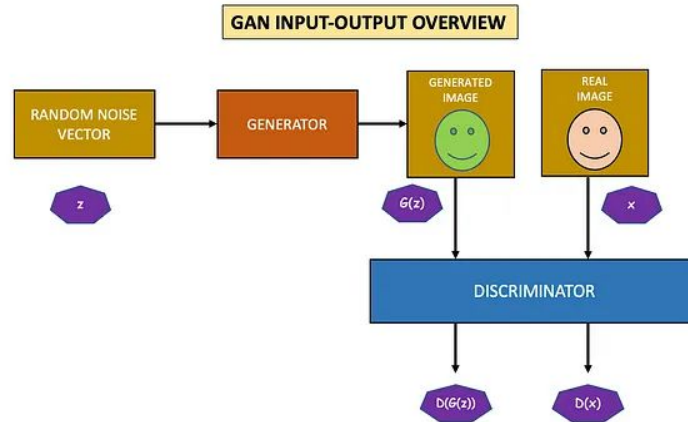 GAN INPUT-OUTPUT OVERVIEW
RANDOM NOISE
VECTOR
GENERATOR
GENERATED
IMAGE
REAL
IMAGE
z
G(z)
x
DISCRIMINATOR
D(G(z))
D(x)